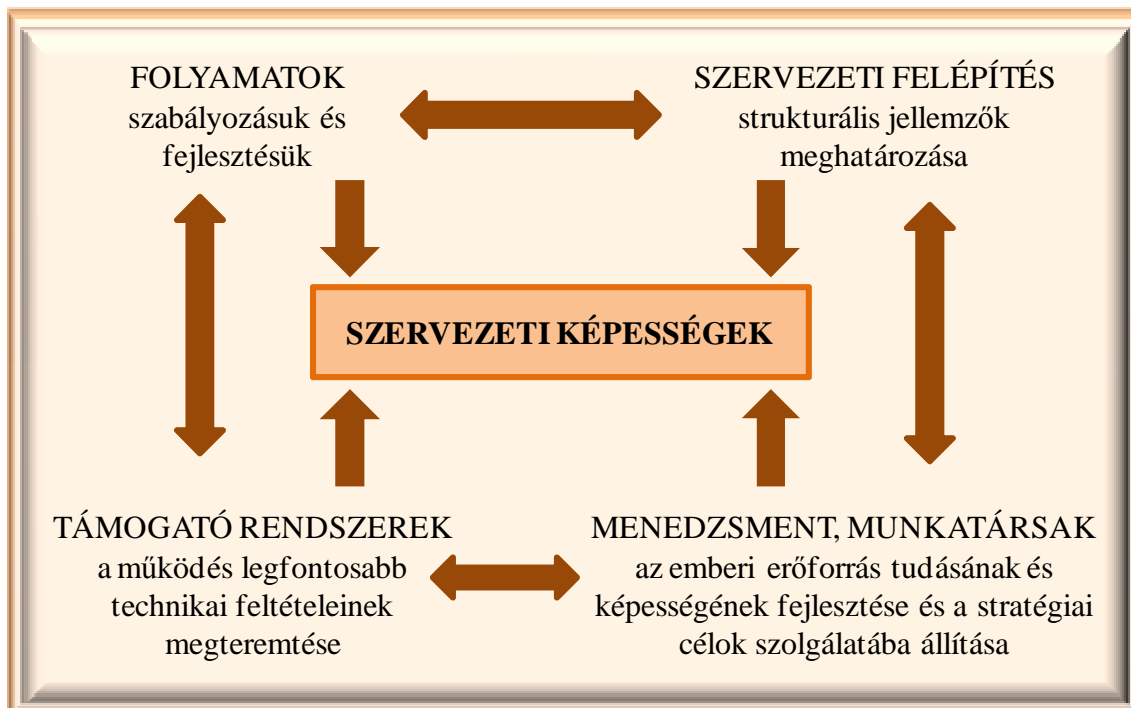 FOLYAMATOK
szabályozásuk és
fejlesztésük
SZERVEZETI FELÉPÍTÉS
strukturális jellemzők
meghatározása
SZERVEZETI KÉPESSÉGEK
TÁMOGATÓ RENDSZEREK
a működés legfontosabb
technikai feltételeinek
megteremtése
MENEDZSMENT, MUNKATÁRSAK
az emberi erőforrás tudásának és
képességének fejlesztése és a stratégiai
célok szolgálatába állítása